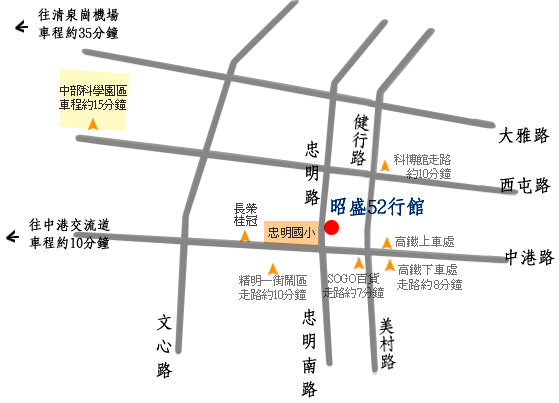 往清泉崗機場
車程約35分鐘
中部科學園區
車程約15分鐘
大雅路
健行路
忠明路
科博館走路
約10分鐘
西屯路
昭盛52行館
長榮
桂冠
忠明國小
往中港交流道
車程約10分鐘
高鐵上車處
中港路
精明一街鬧區
走路約10分鐘
SOGO百貨
走路約7分鐘
高鐵下車處
走路約8分鐘
文心路
忠明南路
美村路